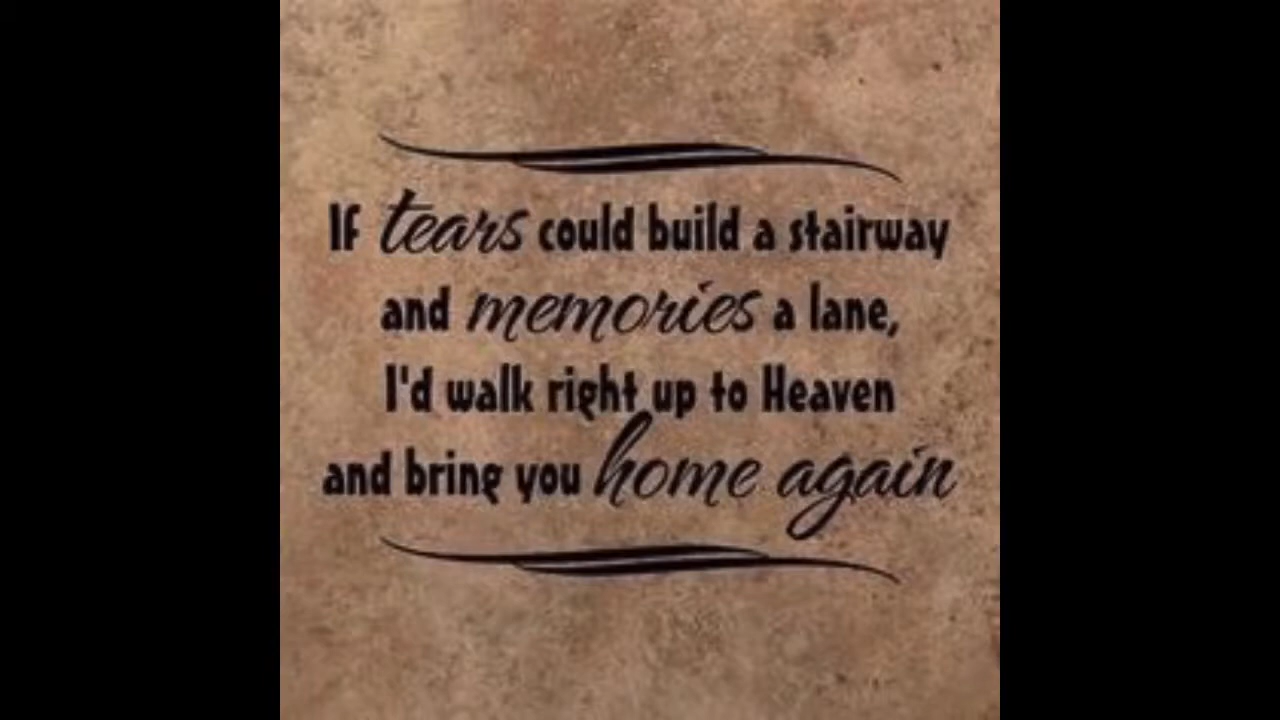 If tears could build a stairway
and memories a lane,
I'd walk right up to Heaven
and bring you home again